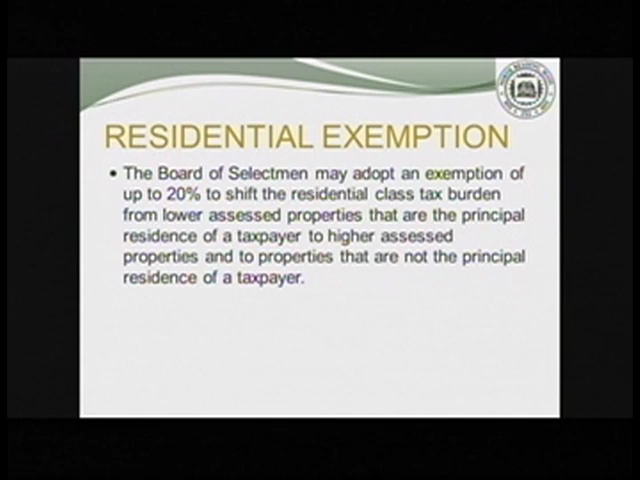 RESIDENTIAL EXEMPTION
• The Board of Selectmen may adopt an exemption of
up to 20% to shift the residential class tax burden
from lower assessed properties that are the principal
residence of a taxpayer to higher assessed
properties and to properties that are not the principal
residence of a taxpayer.